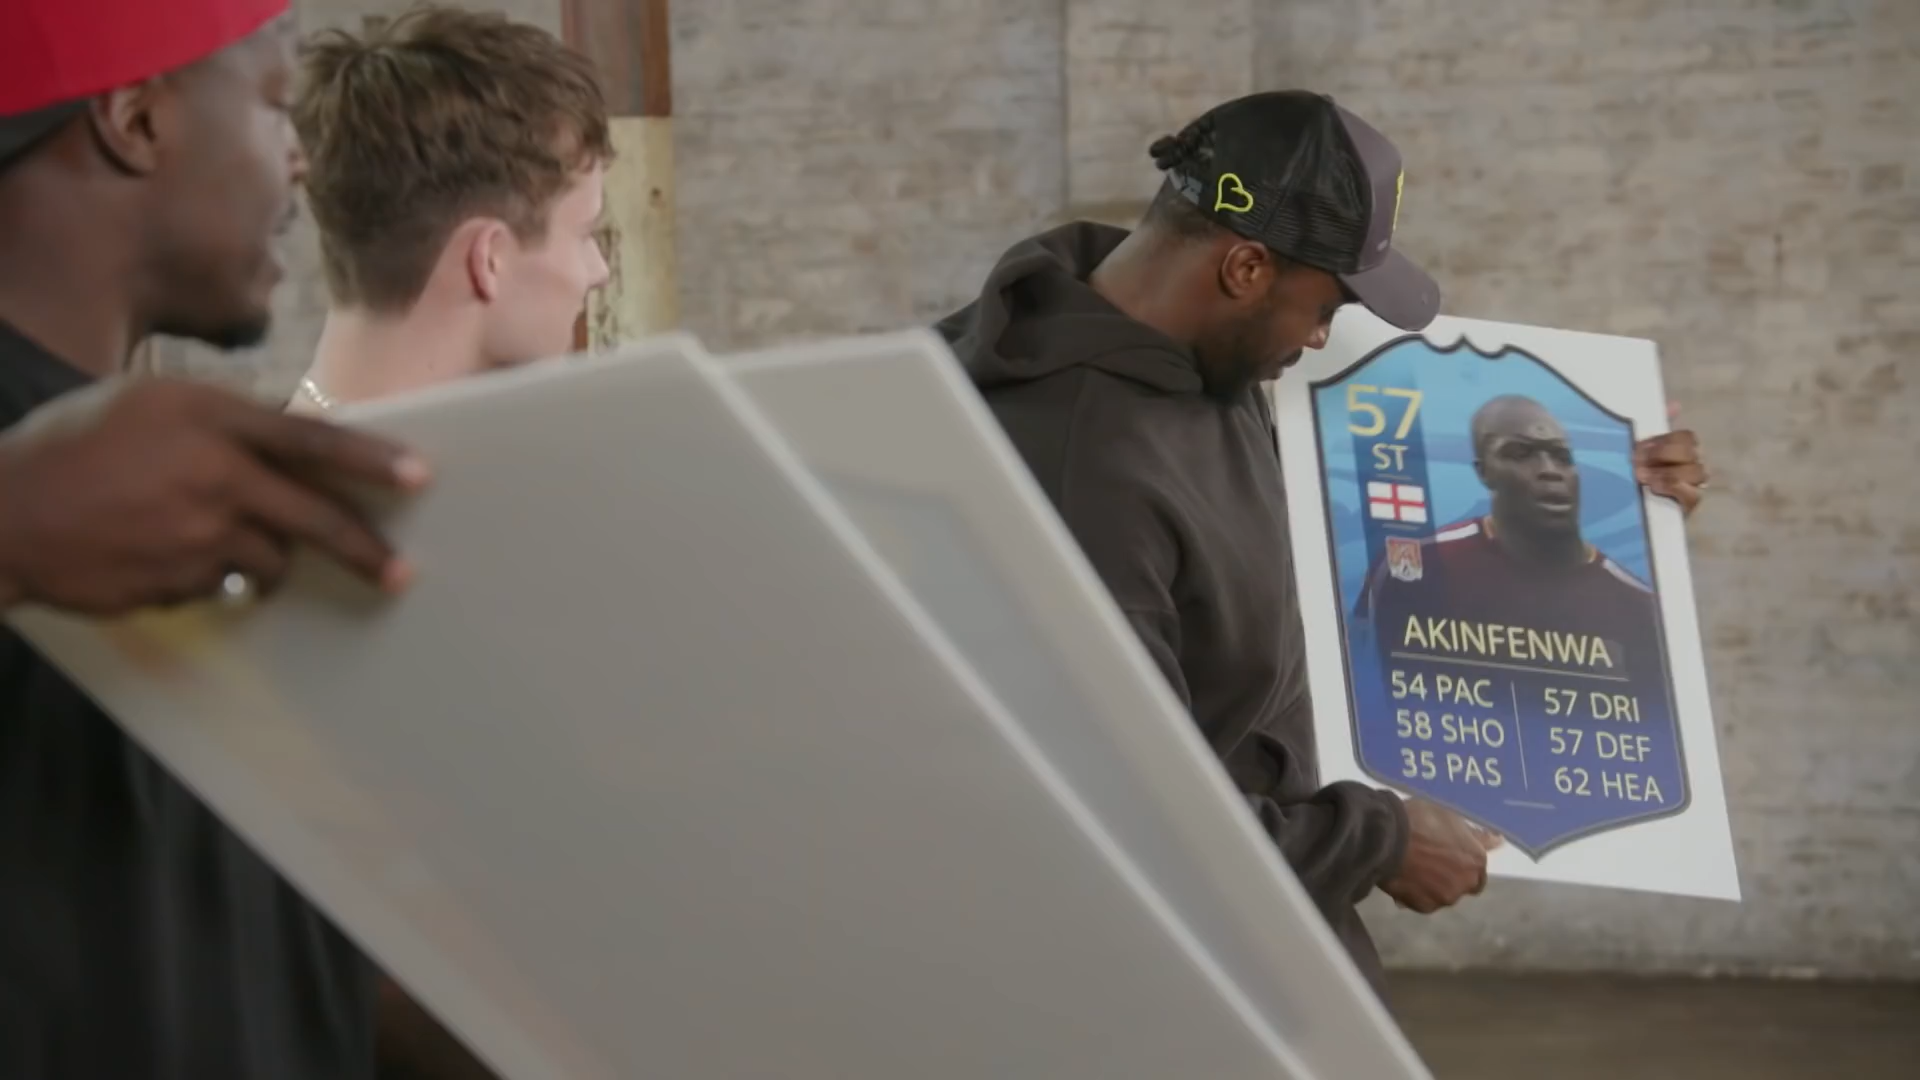 57
ST
AKINFENWA
54 PAC
58 SHO
35 PAS
57 DRI
57 DEF
62 HEA